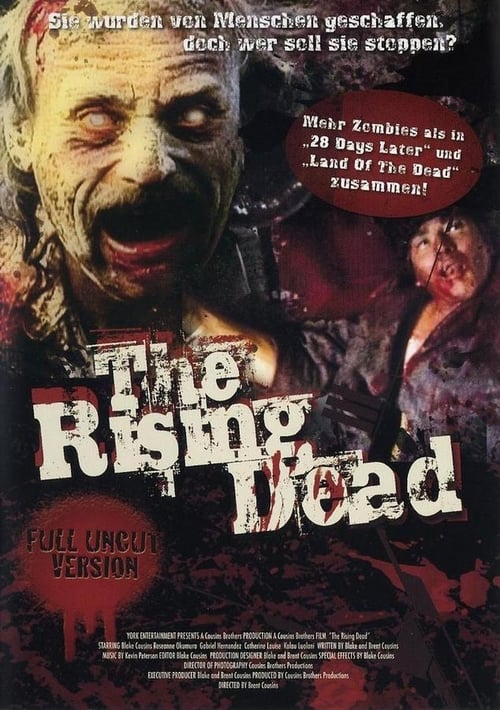 Sie wurden von Menschen geschaffen,
doch wer soll sie stoppen?
Mehr Zombies als in
„28 Days Later" und
„Land Of The Dead"
zusammen!
The
Rising
Dead
FULL UNCUT
VERSION
YORK ENTERTAINMENT PRESENTS A Cousins Brothers PRODUCTION A Cousins Brothers FILM "The Rising Dead"
STARRING Blake Cousins Roseanne Okumura Gabriel Hernandez Catherine Louise Kalau Luolani WRITTEN BY Blake and Brent Cousins
MUSIC BY Kevin Peterson EDITOR Blake Cousins PRODUCTION DESIGNER Blake and Brent Cousins SPECIAL EFFECTS BY Blake Cousins
DIRECTOR OF PHOTOGRAPHY Cousins Brothers
EXECUTIVE PRODUCER Blake and Brent Cousins PRODUCED BY Cousins Brothers Productions
DIRECTED BY Brent Cousins